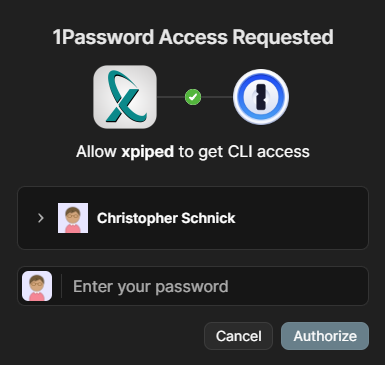 1Password Access Requested
Allow xpiped to get CLI access
Christopher Schnick
Enter your password
Cancel
Authorize